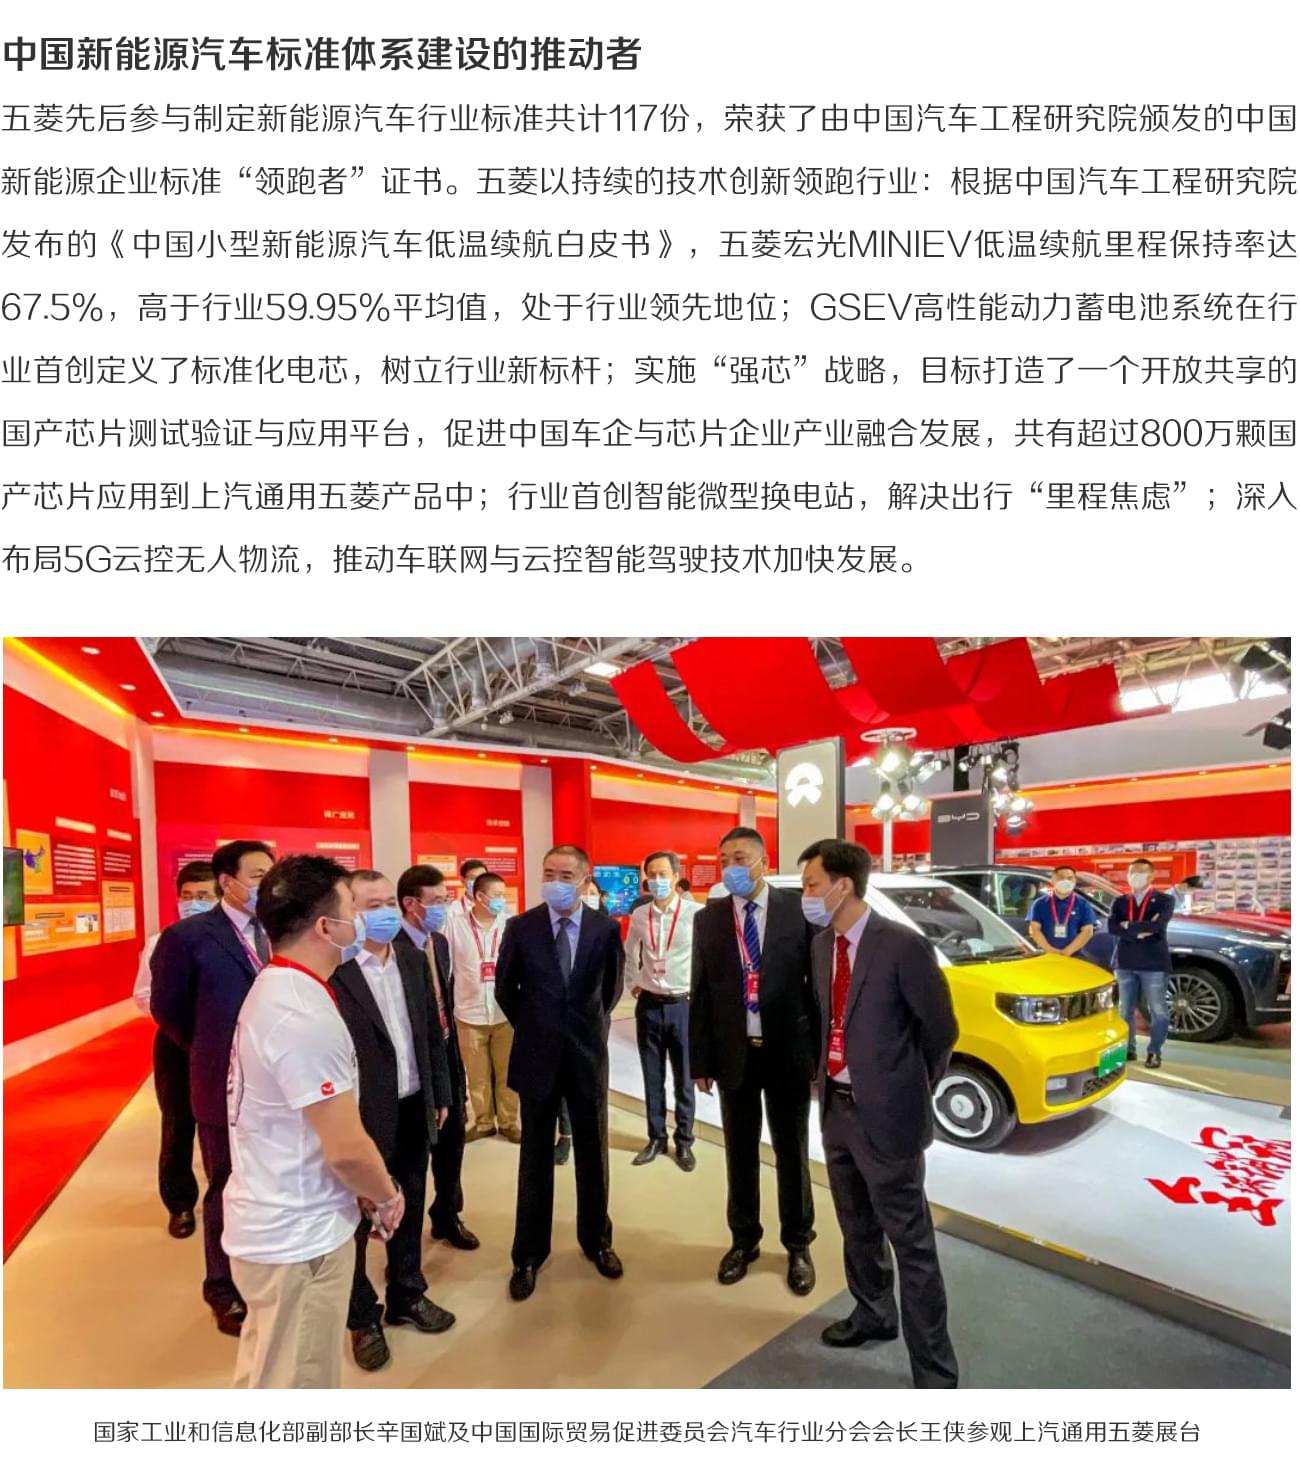 中国新能源汽车标准体系建设的推动者
五菱先后参与制定新能源汽车行业标准共计117份，荣获了由中国汽车工程研究院颁发的中国
新能源企业标准“领跑者”证书。五菱以持续的技术创新领跑行业：根据中国汽车工程研究院
发布的《中国小型新能源汽车低温续航白皮书》，五菱宏光MINIEV低温续航里程保持率达
67.5%，高于行业59.95%平均值，处于行业领先地位；GSEV高性能动力蓄电池系统在行
业首创定义了标准化电芯，树立行业新标杆；实施“强芯”战略，目标打造了一个开放共享的
国产芯片测试验证与应用平台，促进中国车企与芯片企业产业融合发展，共有超过800万颗国
产芯片应用到上汽通用五菱产品中；行业首创智能微型换电站，解决出行“里程焦虑”；深入
布局5G云控无人物流，推动车联网与云控智能驾驶技术加快发展。
推广应用
BYD
国家工业和信息化部副部长辛国斌及中国国际贸易促进委员会汽车行业分会会长王侠参观上汽通用五菱展台